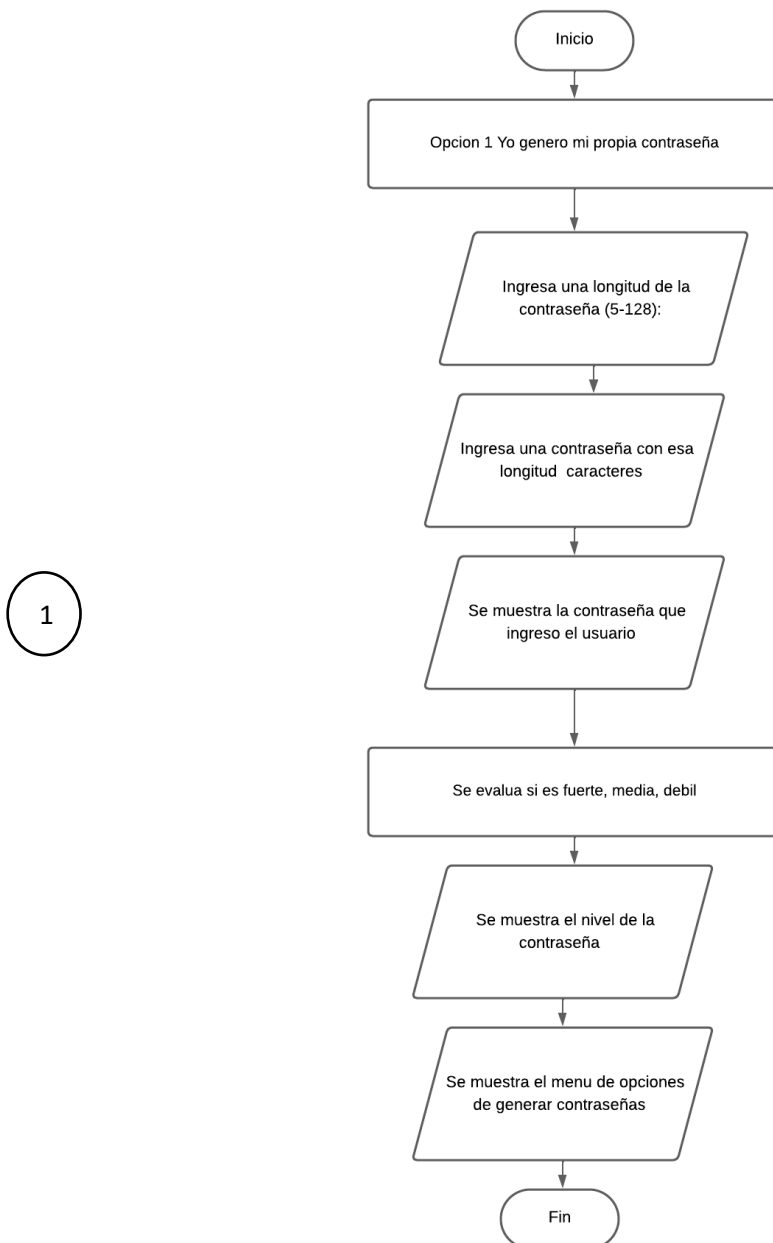 Inicio
Opcion 1 Yo genero mi propia contraseña
Ingresa una longitud de la
contraseña (5-128):
Ingresa una contraseña con esa
longitud caracteres
1
Se muestra la contraseña que
ingreso el usuario
Se evalua si es fuerte, media, debil
Se muestra el nivel de la
contraseña
Se muestra el menu de opciones
de generar contraseñas
Fin